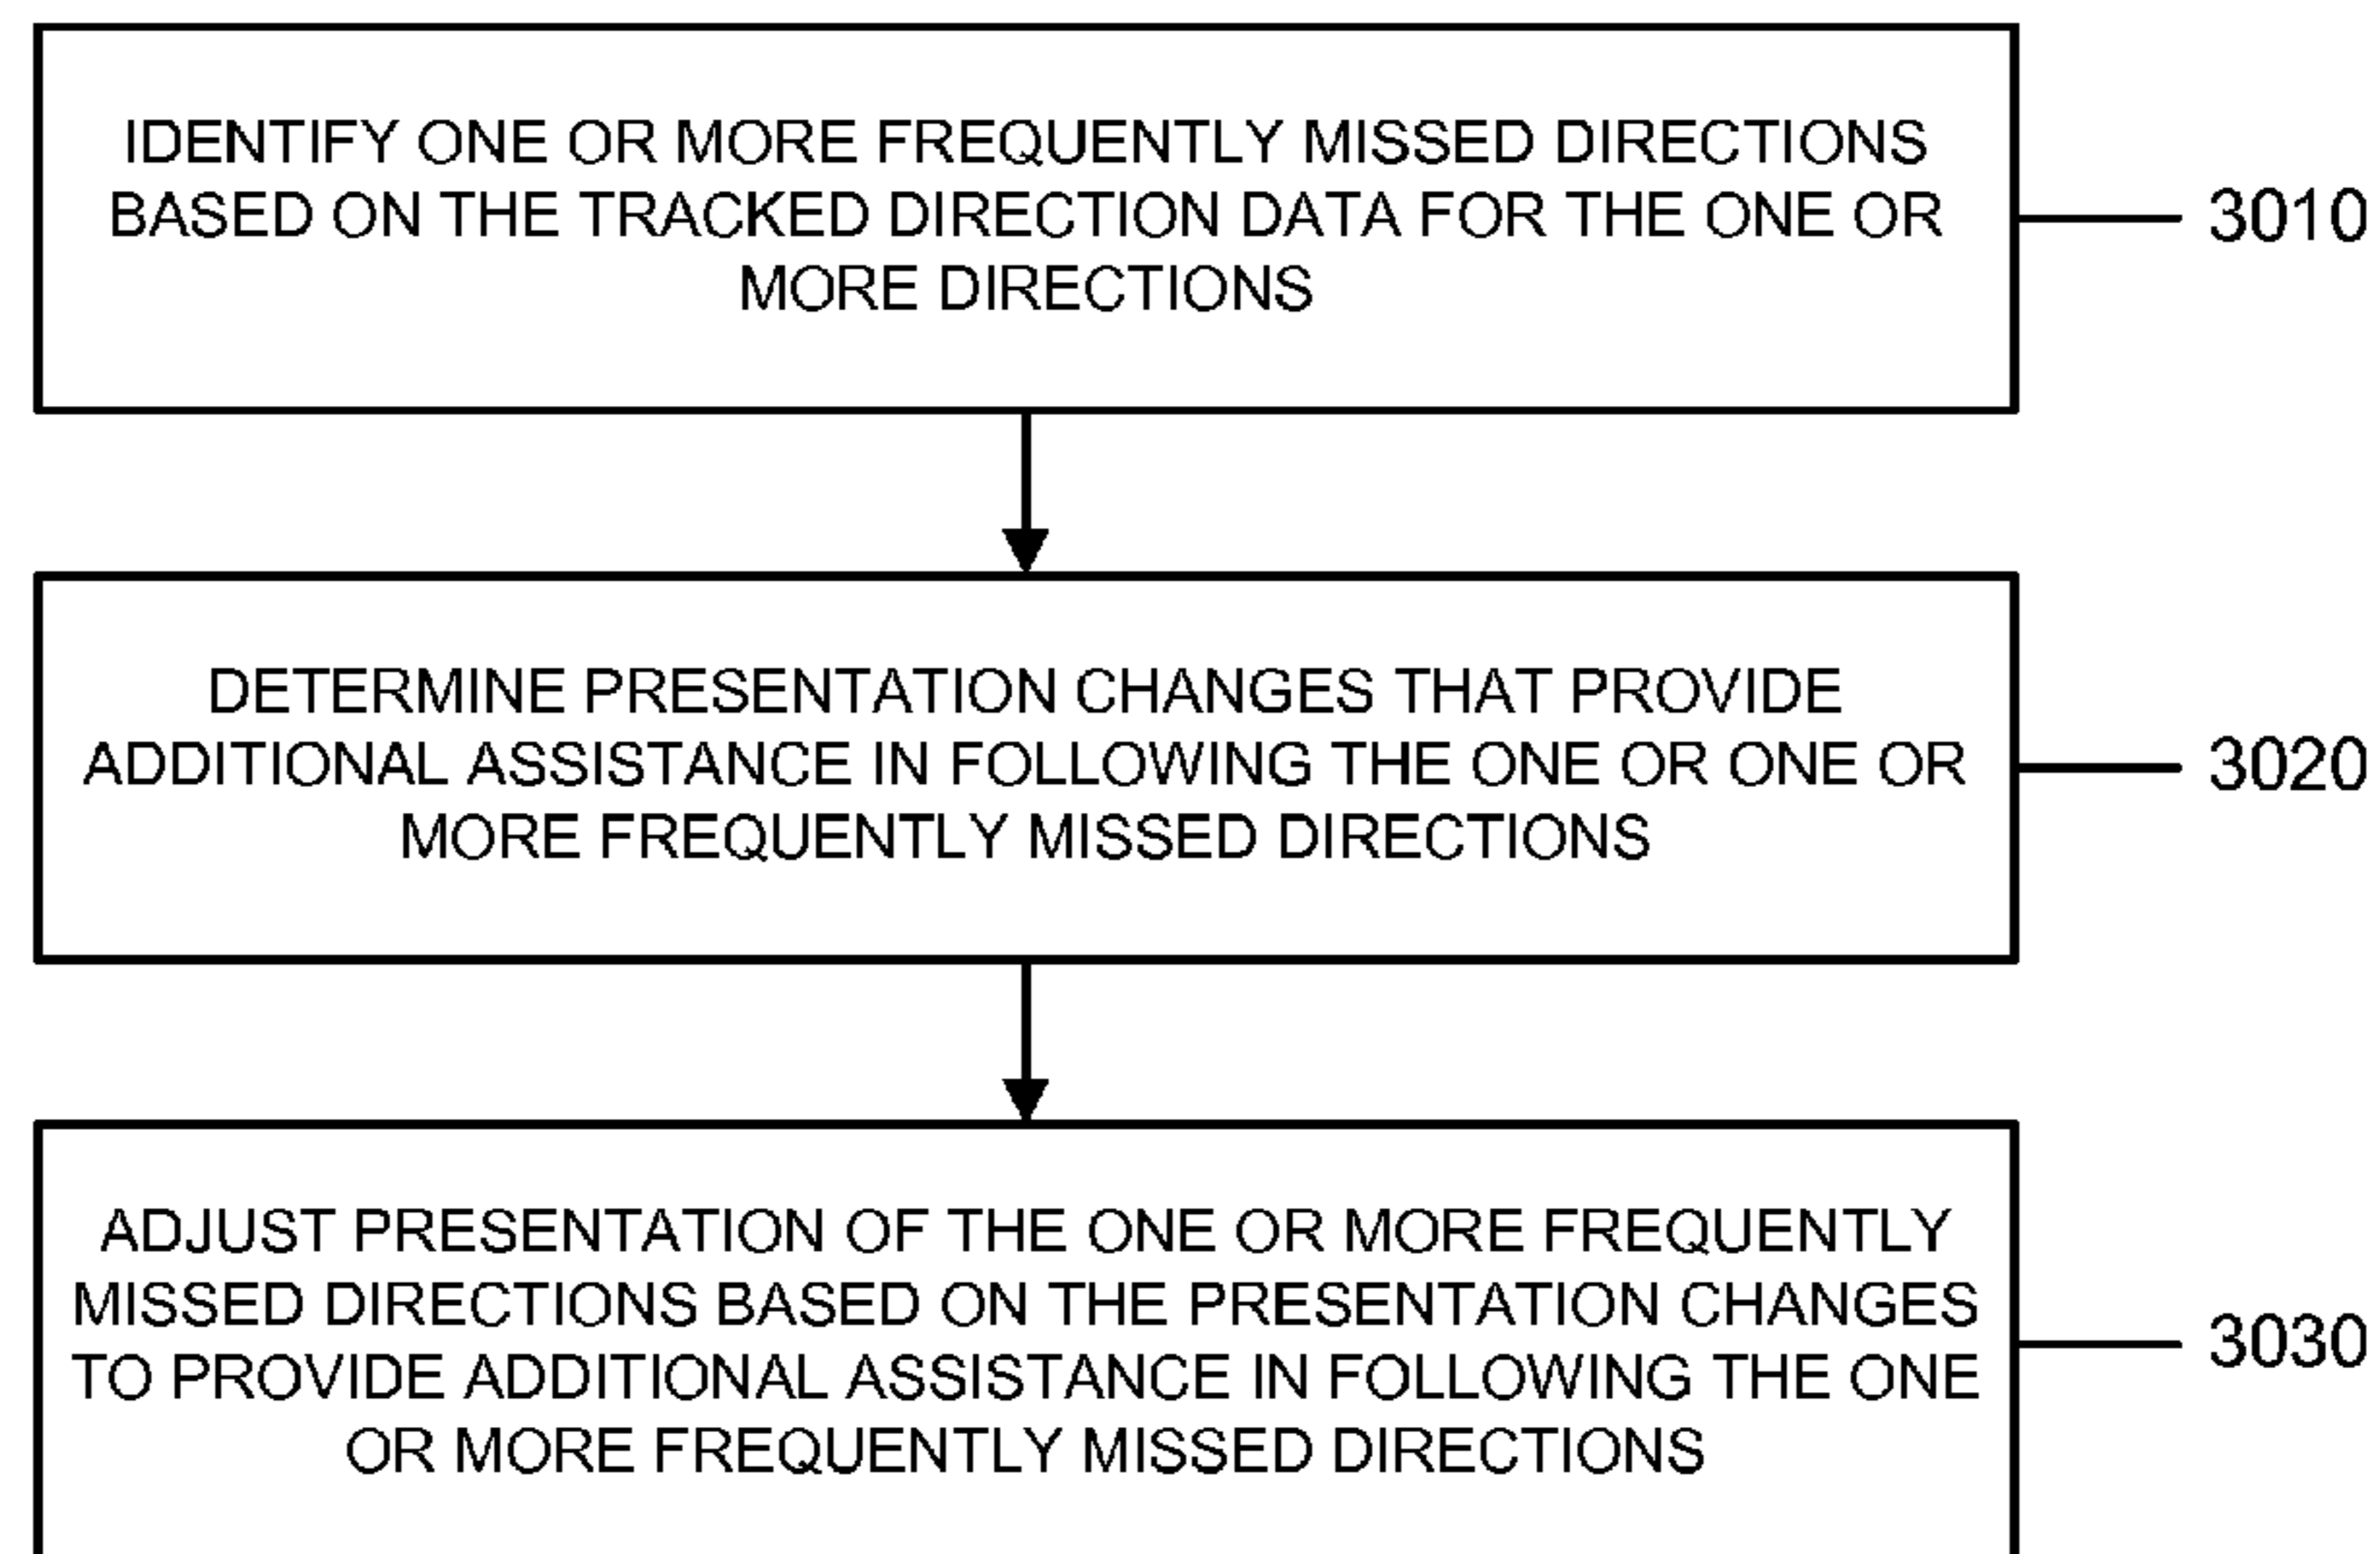 IDENTIFY ONE OR MORE FREQUENTLY MISSED DIRECTIONS
BASED ON THE TRACKED DIRECTION DATA FOR THE ONE OR
MORE DIRECTIONS
3010
DETERMINE PRESENTATION CHANGES THAT PROVIDE
ADDITIONAL ASSISTANCE IN FOLLOWING THE ONE OR ONE OR
MORE FREQUENTLY MISSED DIRECTIONS
3020
ADJUST PRESENTATION OF THE ONE OR MORE FREQUENTLY
MISSED DIRECTIONS BASED ON THE PRESENTATION CHANGES
TO PROVIDE ADDITIONAL ASSISTANCE IN FOLLOWING THE ONE
OR MORE FREQUENTLY MISSED DIRECTIONS
3030